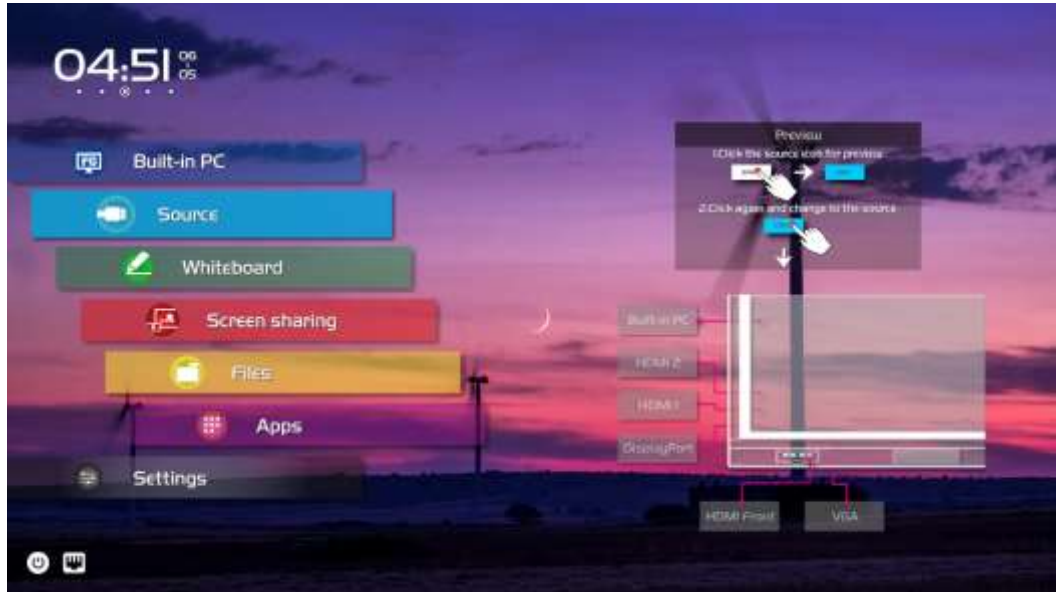 04:51
06
05
Built-in PC
Source
Whiteboard
Screen sharing
Files
Apps
Settings
Preview
1.Click the source icon for preview
2.Click again and change to the source
Built-in PC
HDMI 2
HDMI 1
DisplayPort
HDMI Front
VGA